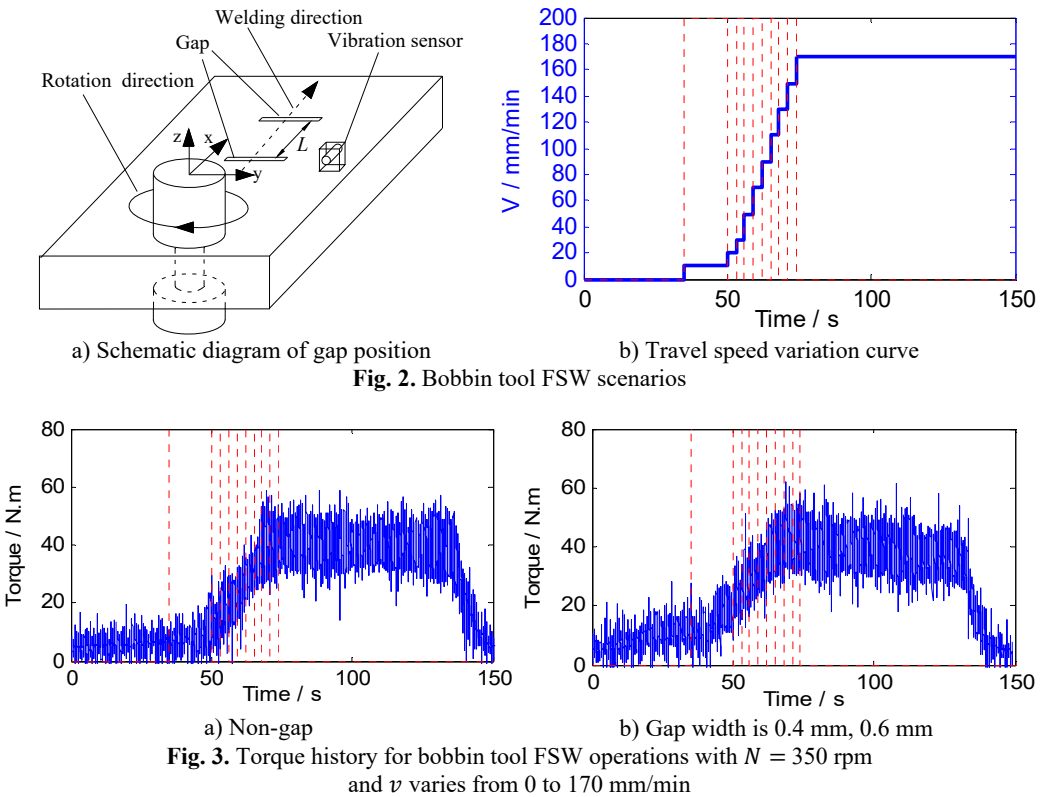 Welding direction
Gap
Vibration sensor
Rotation direction
z
x
y
L
a) Schematic diagram of gap position
V / mm/min
200
180
160
140
120
100
80
60
40
20
0
0 50 100 150
Time / s
b) Travel speed variation curve
Fig. 2. Bobbin tool FSW scenarios
Torque / N.m
80
60
40
20
0
0 50 100 150
Time / s
a) Non-gap
Torque / N.m
80
60
40
20
0
0 50 100 150
Time / s
b) Gap width is 0.4 mm, 0.6 mm
Fig. 3. Torque history for bobbin tool FSW operations with N = 350 rpm
and v varies from 0 to 170 mm/min